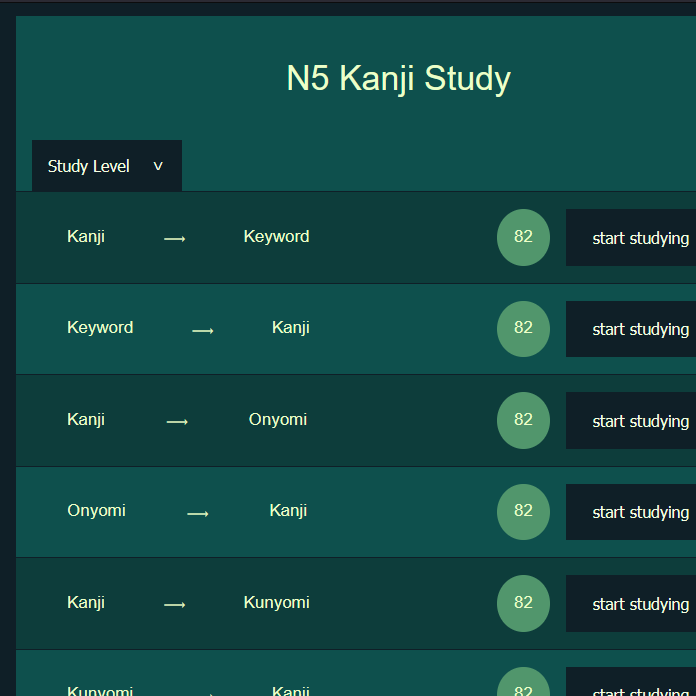 N5 Kanji Study
Study Level v
Kanji ⟶ Keyword 82 start studying
Keyword ⟶ Kanji 82 start studying
Kanji ⟶ Onyomi 82 start studying
Onyomi ⟶ Kanji 82 start studying
Kanji ⟶ Kunyomi 82 start studying
Kunyomi ⟶ Kanji 82 start studying